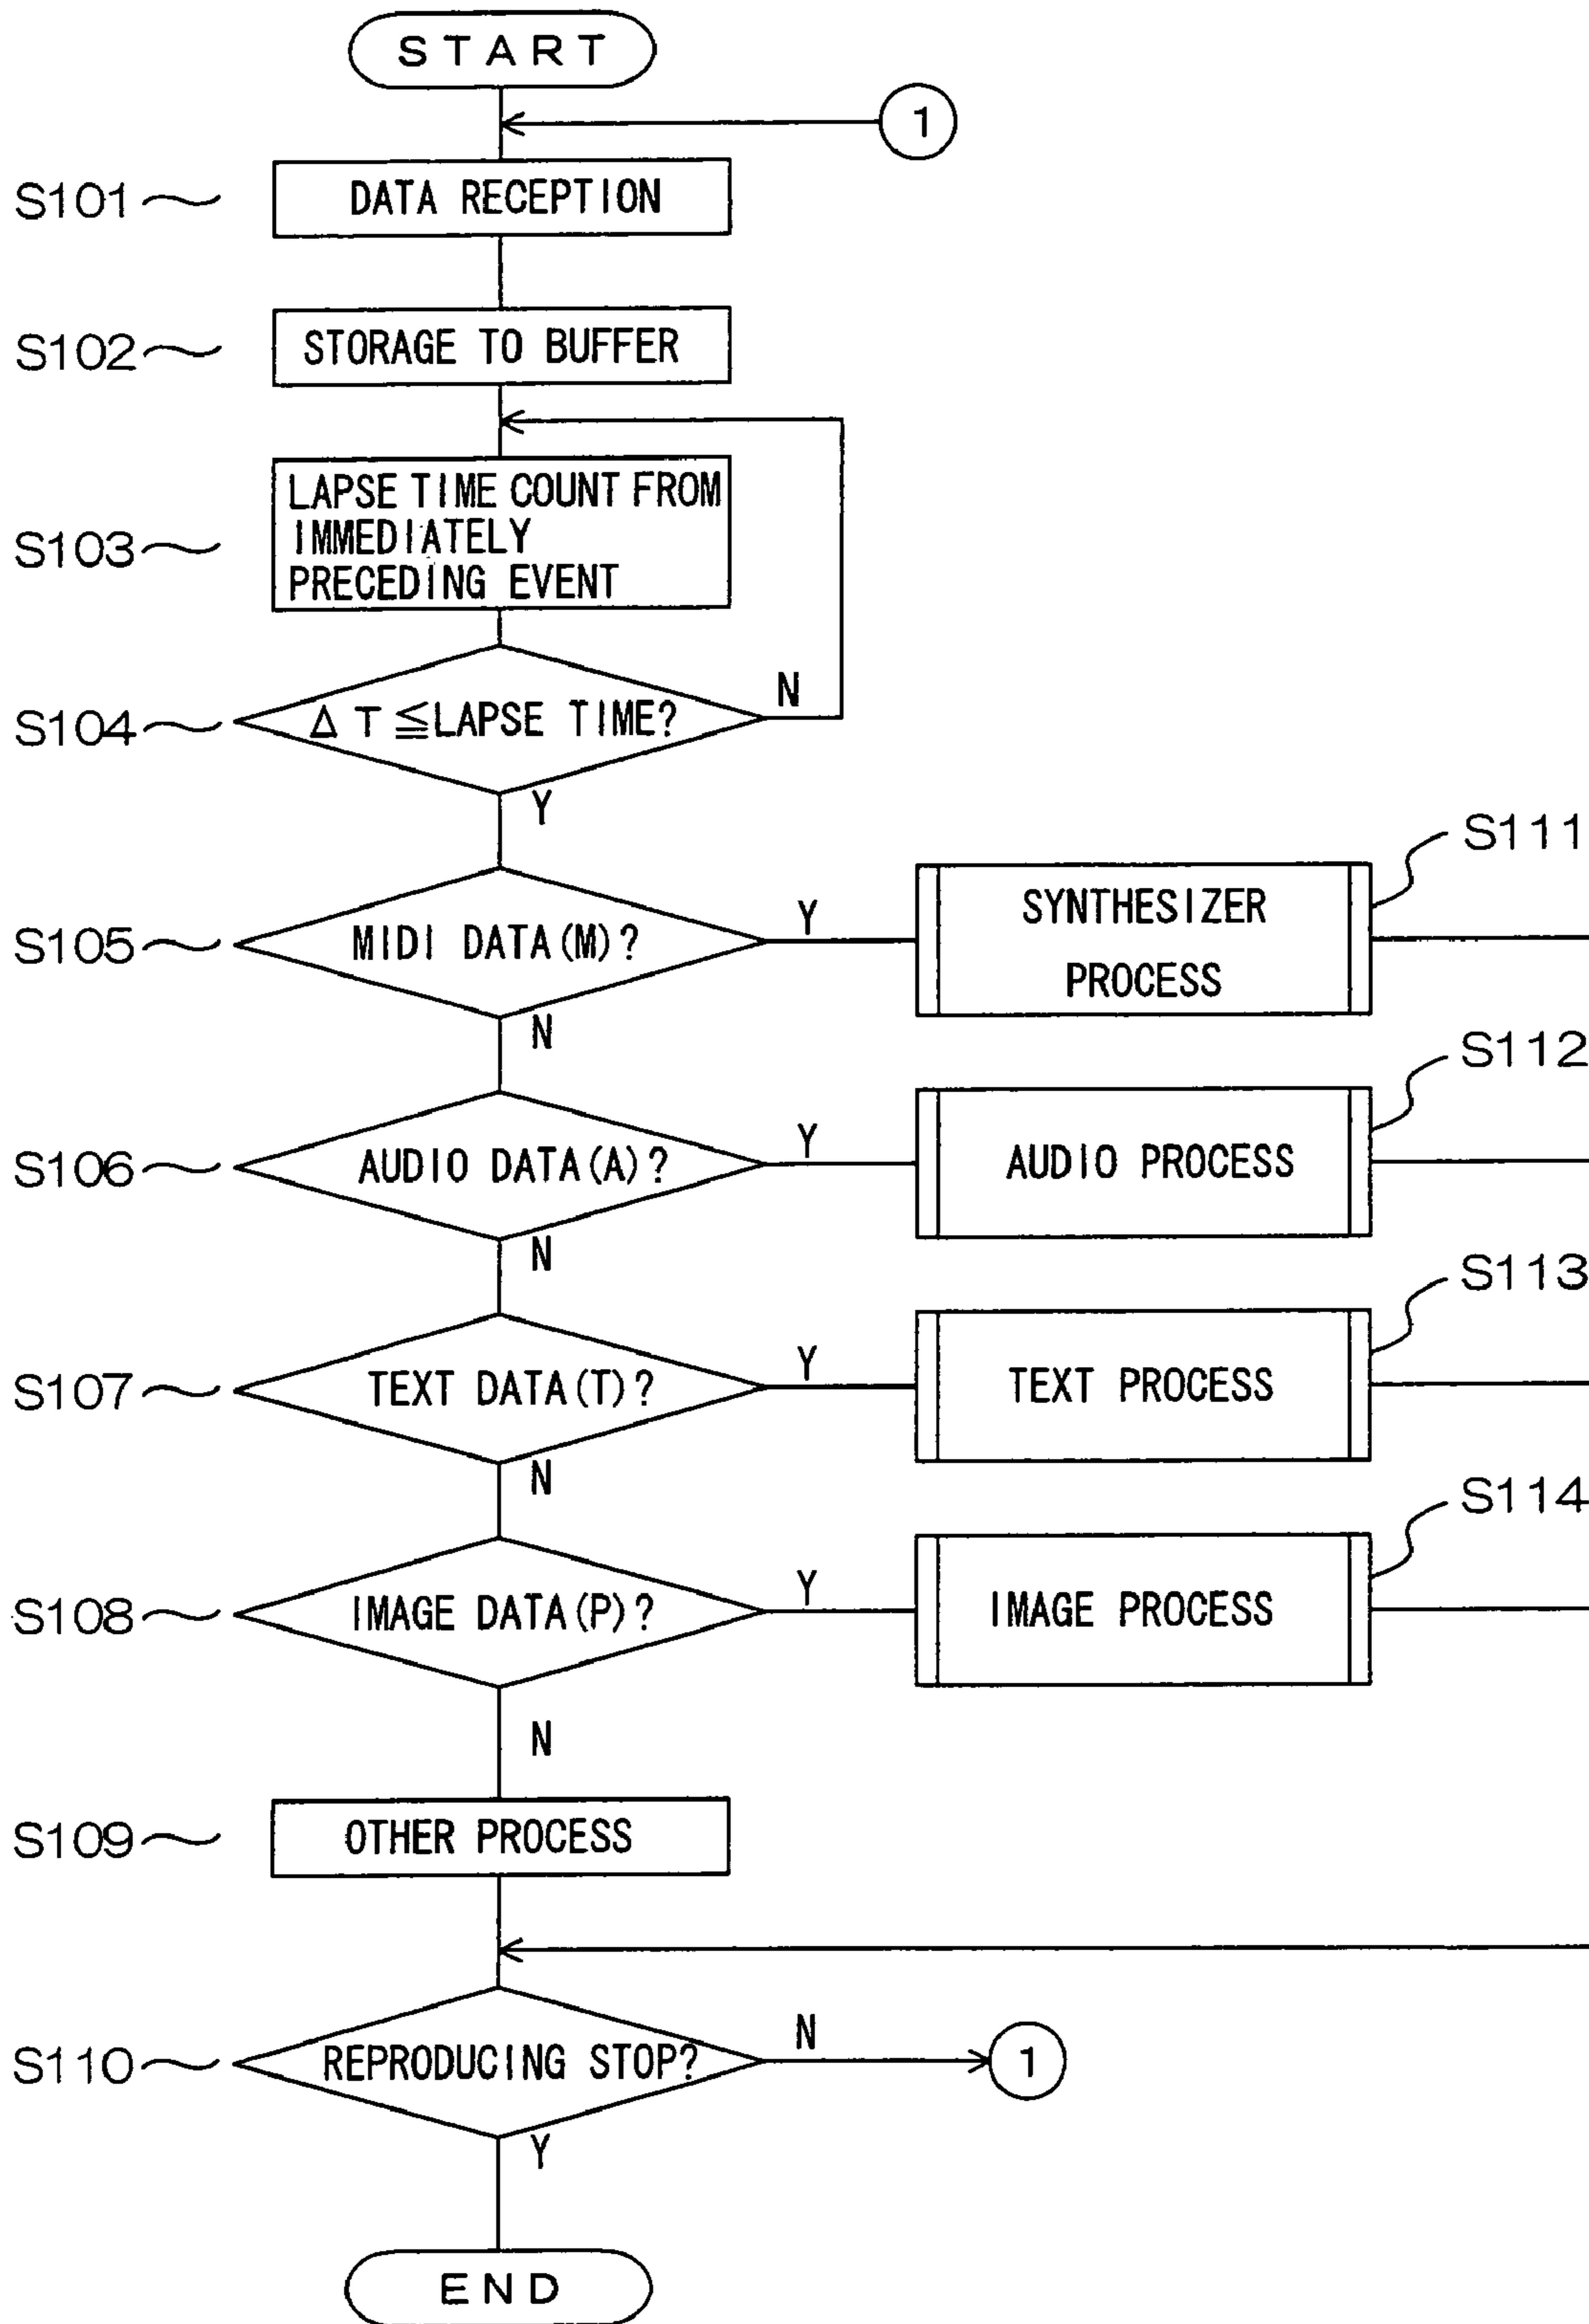 START
1
S101
DATA RECEPTION
S102
STORAGE TO BUFFER
S103
LAPSE TIME COUNT FROM
IMMEDIATELY
PRECEDING EVENT
S104
Δ T ≦LAPSE TIME?
N
Y
S105
MIDI DATA(M)?
Y
N
S111
SYNTHESIZER
PROCESS
S106
AUDIO DATA(A)?
Y
N
S112
AUDIO PROCESS
S107
TEXT DATA(T)?
Y
N
S113
TEXT PROCESS
S108
IMAGE DATA(P)?
Y
N
S114
IMAGE PROCESS
S109
OTHER PROCESS
S110
REPRODUCING STOP?
N
1
Y
END